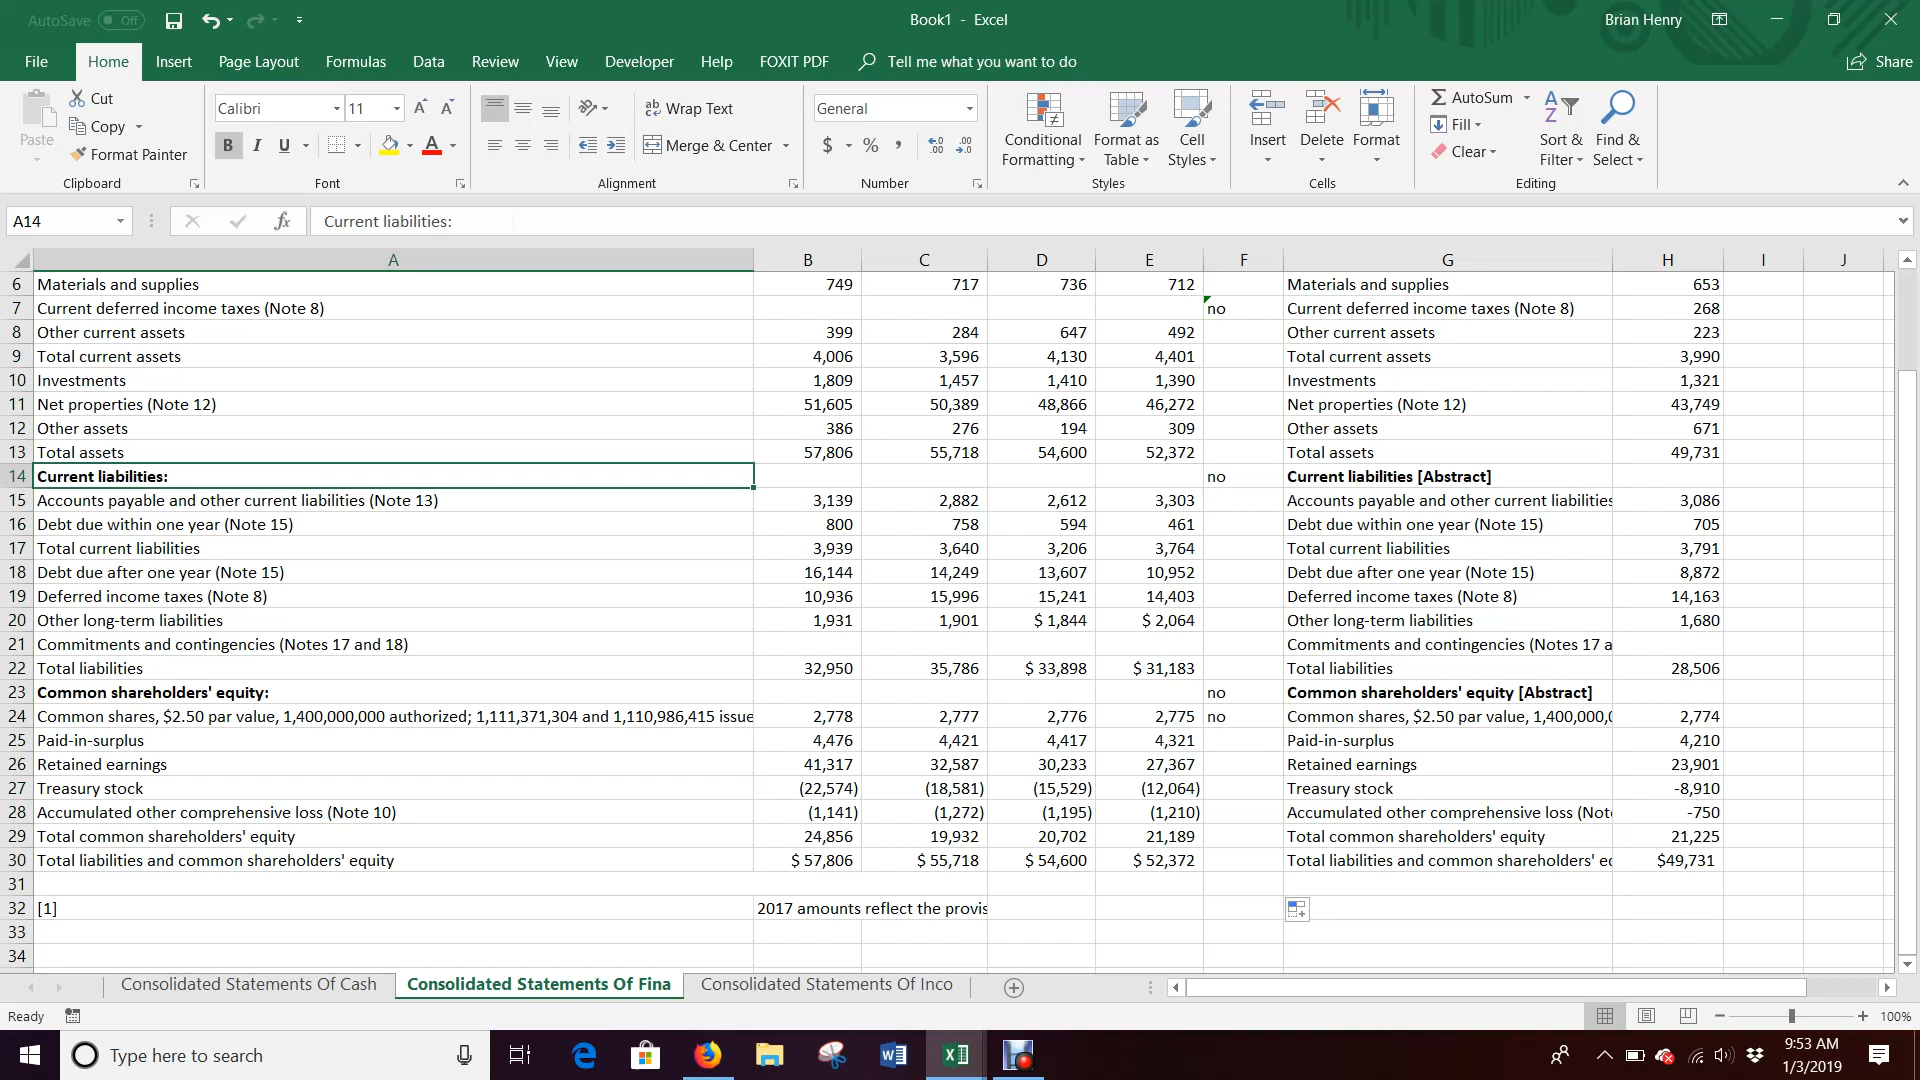 AutoSave Off Book1 - Excel Brian Henry
File Home Insert Page Layout Formulas Data Review View Developer Help FOXIT PDF Tell me what you want to do Share
Paste Cut Copy Format Painter
Calibri 11
B I U A
Wrap Text
Merge & Center
General
$ % ,
Conditional Formatting Format as Table Cell Styles
Insert Delete Format
AutoSum Fill Clear
Sort & Filter Find & Select
Clipboard Font Alignment Number Styles Cells Editing
A14 fx Current liabilities:
A B C D E F G H I J
6 Materials and supplies 749 717 736 712 Materials and supplies 653
7 Current deferred income taxes (Note 8) no Current deferred income taxes (Note 8) 268
8 Other current assets 399 284 647 492 Other current assets 223
9 Total current assets 4,006 3,596 4,130 4,401 Total current assets 3,990
10 Investments 1,809 1,457 1,410 1,390 Investments 1,321
11 Net properties (Note 12) 51,605 50,389 48,866 46,272 Net properties (Note 12) 43,749
12 Other assets 386 276 194 309 Other assets 671
13 Total assets 57,806 55,718 54,600 52,372 Total assets 49,731
14 Current liabilities: no Current liabilities [Abstract]
15 Accounts payable and other current liabilities (Note 13) 3,139 2,882 2,612 3,303 Accounts payable and other current liabilities 3,086
16 Debt due within one year (Note 15) 800 758 594 461 Debt due within one year (Note 15) 705
17 Total current liabilities 3,939 3,640 3,206 3,764 Total current liabilities 3,791
18 Debt due after one year (Note 15) 16,144 14,249 13,607 10,952 Debt due after one year (Note 15) 8,872
19 Deferred income taxes (Note 8) 10,936 15,996 15,241 14,403 Deferred income taxes (Note 8) 14,163
20 Other long-term liabilities 1,931 1,901 $ 1,844 $ 2,064 Other long-term liabilities 1,680
21 Commitments and contingencies (Notes 17 and 18) Commitments and contingencies (Notes 17 a
22 Total liabilities 32,950 35,786 $ 33,898 $ 31,183 Total liabilities 28,506
23 Common shareholders' equity: no Common shareholders' equity [Abstract]
24 Common shares, $2.50 par value, 1,400,000,000 authorized; 1,111,371,304 and 1,110,986,415 issue 2,778 2,777 2,776 2,775 no Common shares, $2.50 par value, 1,400,000,0 2,774
25 Paid-in-surplus 4,476 4,421 4,417 4,321 Paid-in-surplus 4,210
26 Retained earnings 41,317 32,587 30,233 27,367 Retained earnings 23,901
27 Treasury stock (22,574) (18,581) (15,529) (12,064) Treasury stock -8,910
28 Accumulated other comprehensive loss (Note 10) (1,141) (1,272) (1,195) (1,210) Accumulated other comprehensive loss (Note -750
29 Total common shareholders' equity 24,856 19,932 20,702 21,189 Total common shareholders' equity 21,225
30 Total liabilities and common shareholders' equity $ 57,806 $ 55,718 $ 54,600 $ 52,372 Total liabilities and common shareholders' eq $49,731
31
32 [1] 2017 amounts reflect the provis
33
34
Consolidated Statements Of Cash Consolidated Statements Of Fina Consolidated Statements Of Inco
Ready 100%
Type here to search
9:53 AM
1/3/2019